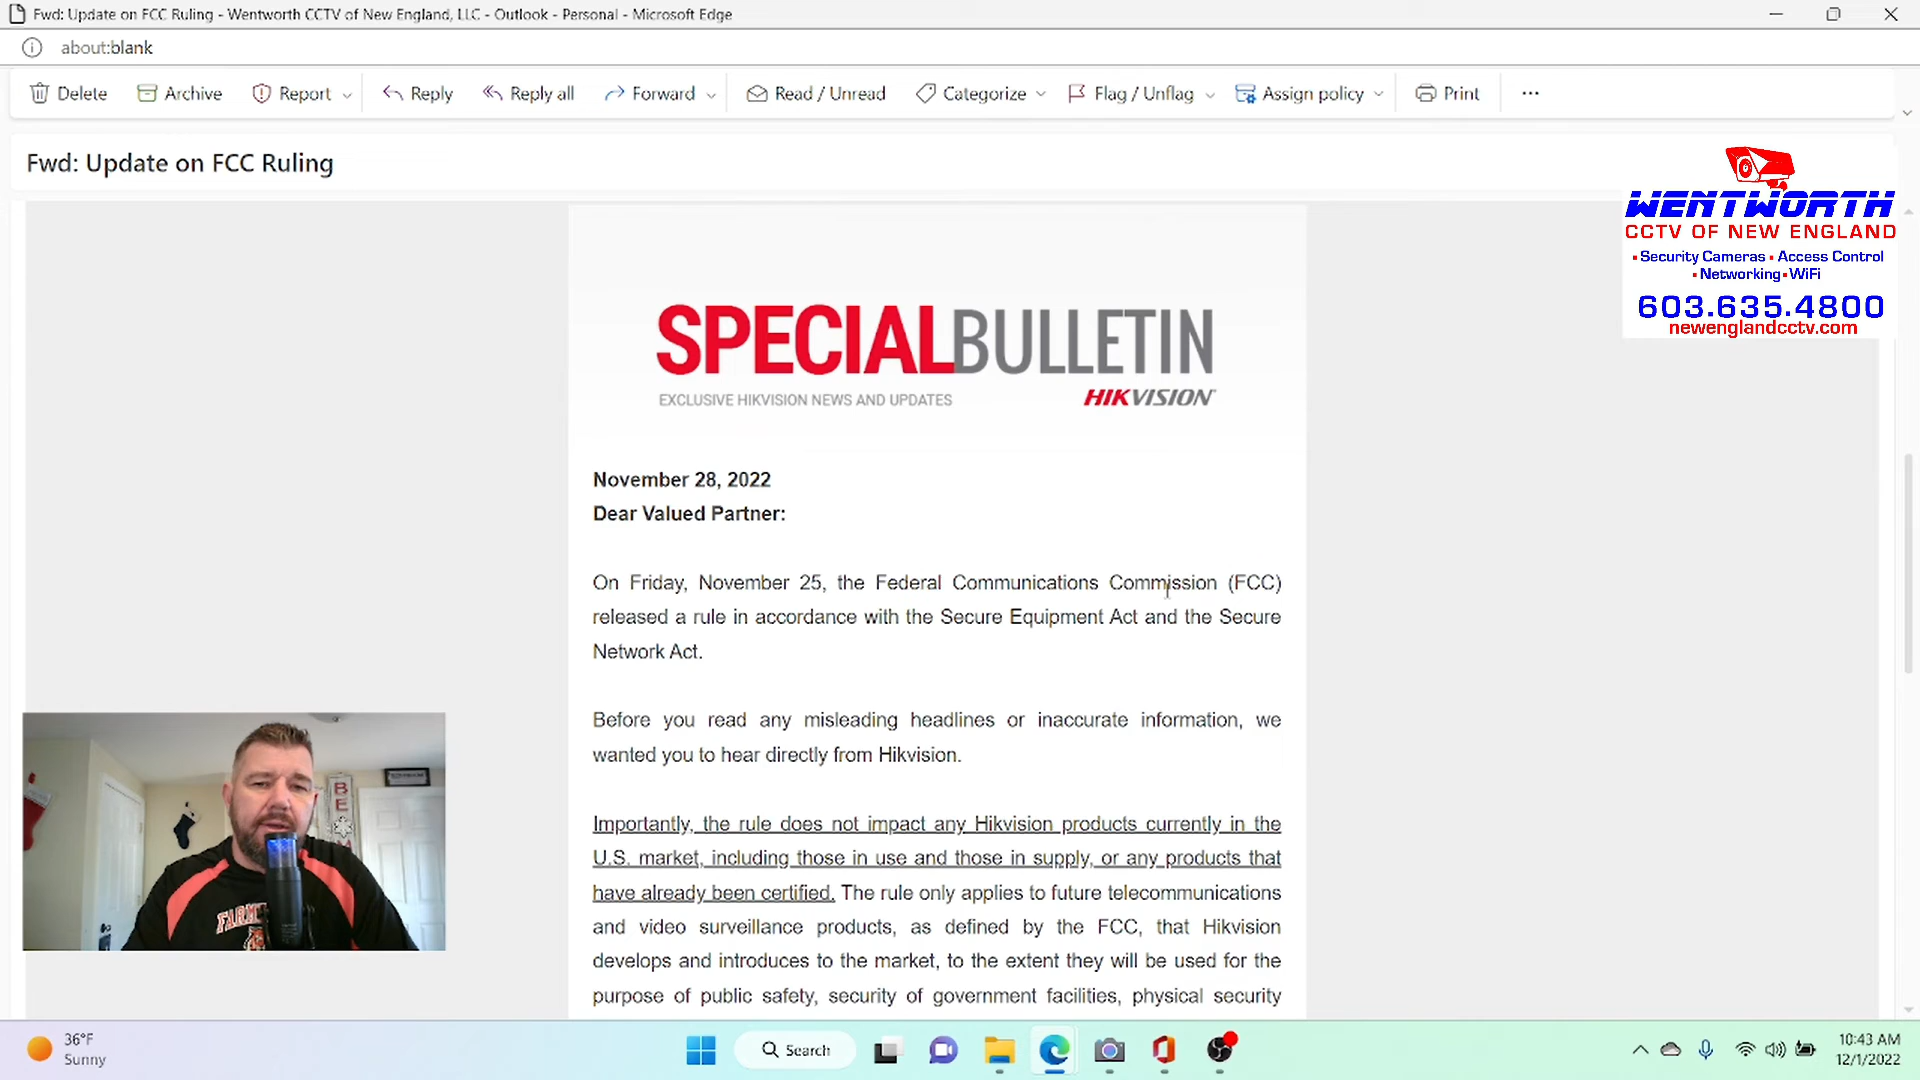 Fwd: Update on FCC Ruling - Wentworth CCTV of New England, LLC - Outlook - Personal - Microsoft Edge
about:blank
Delete Archive Report Reply Reply all Forward Read / Unread Categorize Flag / Unflag Assign policy Print ...
Fwd: Update on FCC Ruling
WENTWORTH
CCTV OF NEW ENGLAND
• Security Cameras • Access Control
• Networking • WiFi
603.635.4800
newenglandcctv.com
SPECIALBULLETIN
EXCLUSIVE HIKVISION NEWS AND UPDATES HIKVISION
November 28, 2022
Dear Valued Partner:
On Friday, November 25, the Federal Communications Commission (FCC)
released a rule in accordance with the Secure Equipment Act and the Secure
Network Act.
Before you read any misleading headlines or inaccurate information, we
wanted you to hear directly from Hikvision.
Importantly, the rule does not impact any Hikvision products currently in the
U.S. market, including those in use and those in supply, or any products that
have already been certified. The rule only applies to future telecommunications
and video surveillance products, as defined by the FCC, that Hikvision
develops and introduces to the market, to the extent they will be used for the
purpose of public safety, security of government facilities, physical security
BE
FARM
36°F
Sunny
Search
10:43 AM
12/1/2022